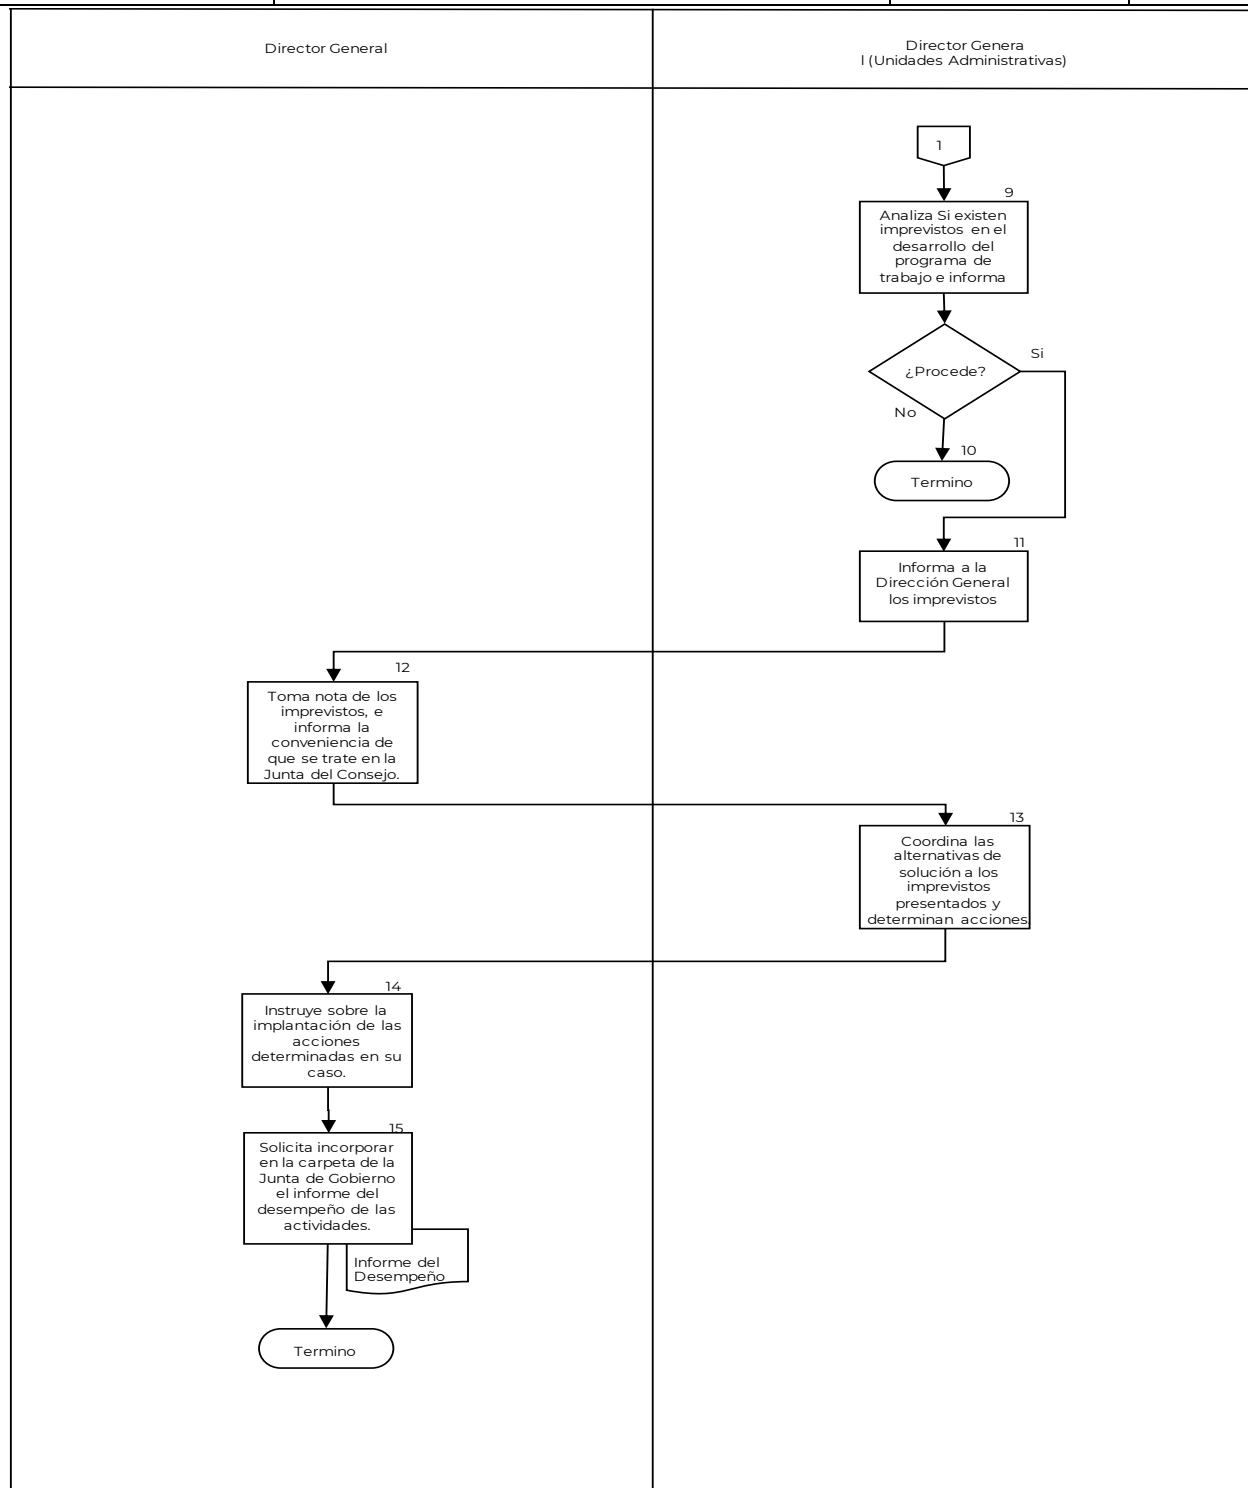 Director General
Director Genera
l (Unidades Administrativas)
1
9
Analiza Si existen
imprevistos en el
desarrollo del
programa de
trabajo e informa
¿Procede?
Si
No
10
Termino
11
Informa a la
Dirección General
los imprevistos
12
Toma nota de los
imprevistos, e
informa la
conveniencia de
que se trate en la
Junta del Consejo.
13
Coordina las
alternativas de
solución a los
imprevistos
presentados y
determinan acciones.
14
Instruye sobre la
implantación de las
acciones
determinadas en su
caso.
15
Solicita incorporar
en la carpeta de la
Junta de Gobierno
el informe del
desempeño de las
actividades.
Informe del
Desempeño
Termino